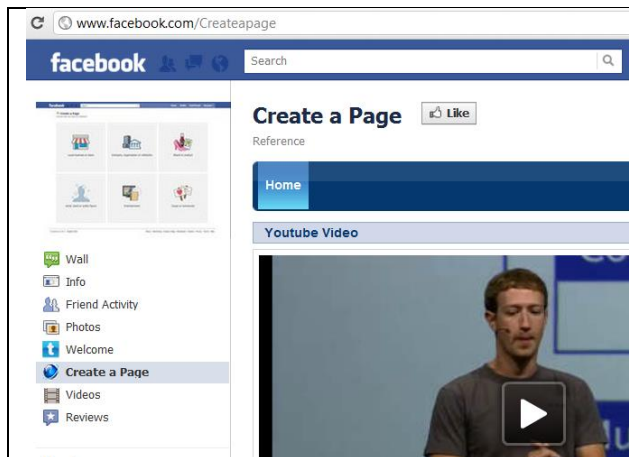 www.facebook.com/Createapage
facebook
Search
Create a Page
Like
Reference
Home
Youtube Video
Wall
Info
Friend Activity
Photos
Welcome
Create a Page
Videos
Reviews